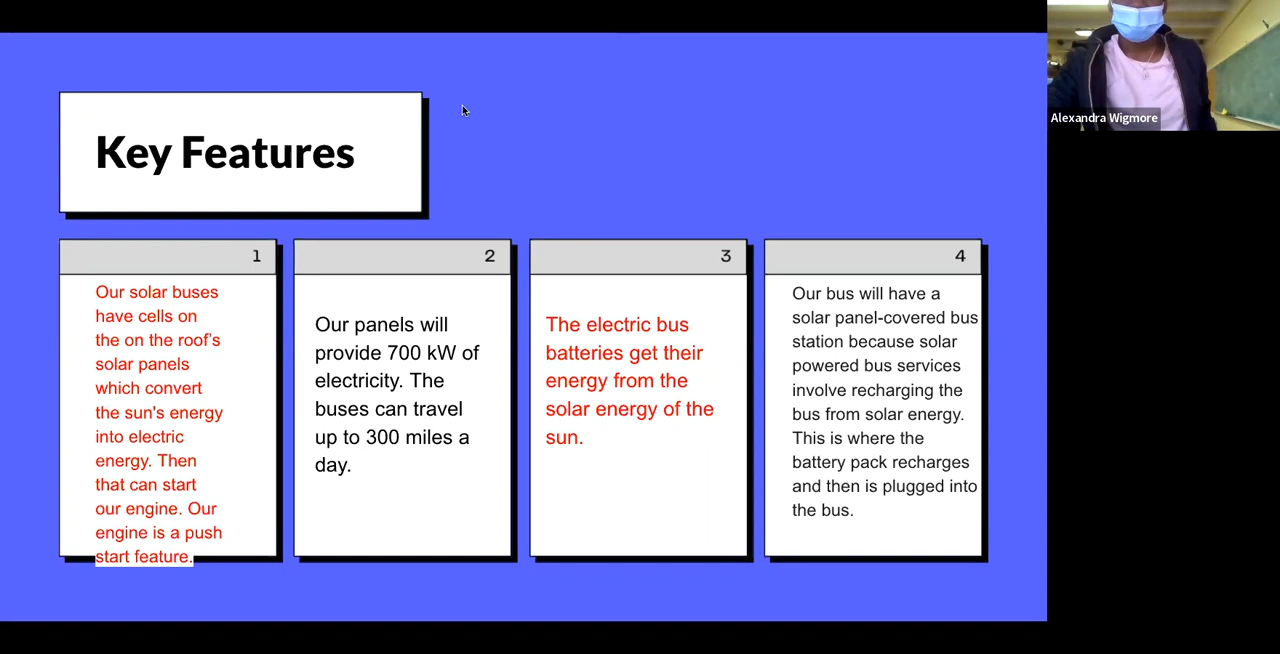 Key Features
1
Our solar buses
have cells on
the on the roof's
solar panels
which convert
the sun's energy
into electric
energy. Then
that can start
our engine. Our
engine is a push
start feature.
2
Our panels will
provide 700 kW of
electricity. The
buses can travel
up to 300 miles a
day.
3
The electric bus
batteries get their
energy from the
solar energy of the
sun.
4
Our bus will have a
solar panel-covered bus
station because solar
powered bus services
involve recharging the
bus from solar energy.
This is where the
battery pack recharges
and then is plugged into
the bus.
Alexandra Wigmore